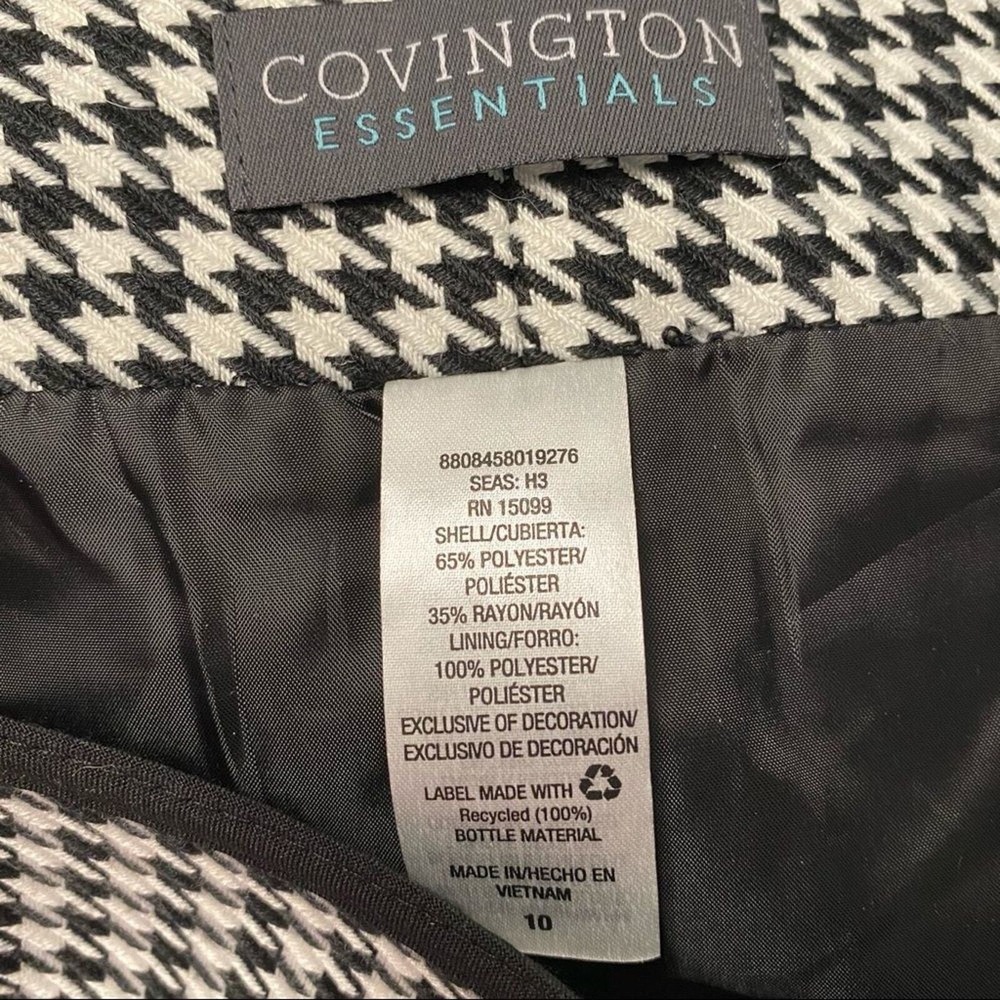 COVINGTON
ESSENTIALS
8808458019276
SEAS: H3
RN 15099
SHELL/CUBIERTA:
65% POLYESTER/
POLIÉSTER
35% RAYON/RAYÓN
LINING/FORRO:
100% POLYESTER/
POLIÉSTER
EXCLUSIVE OF DECORATION/
EXCLUSIVO DE DECORACIÓN
LABEL MADE WITH
Recycled (100%)
BOTTLE MATERIAL
MADE IN/HECHO EN
VIETNAM
10